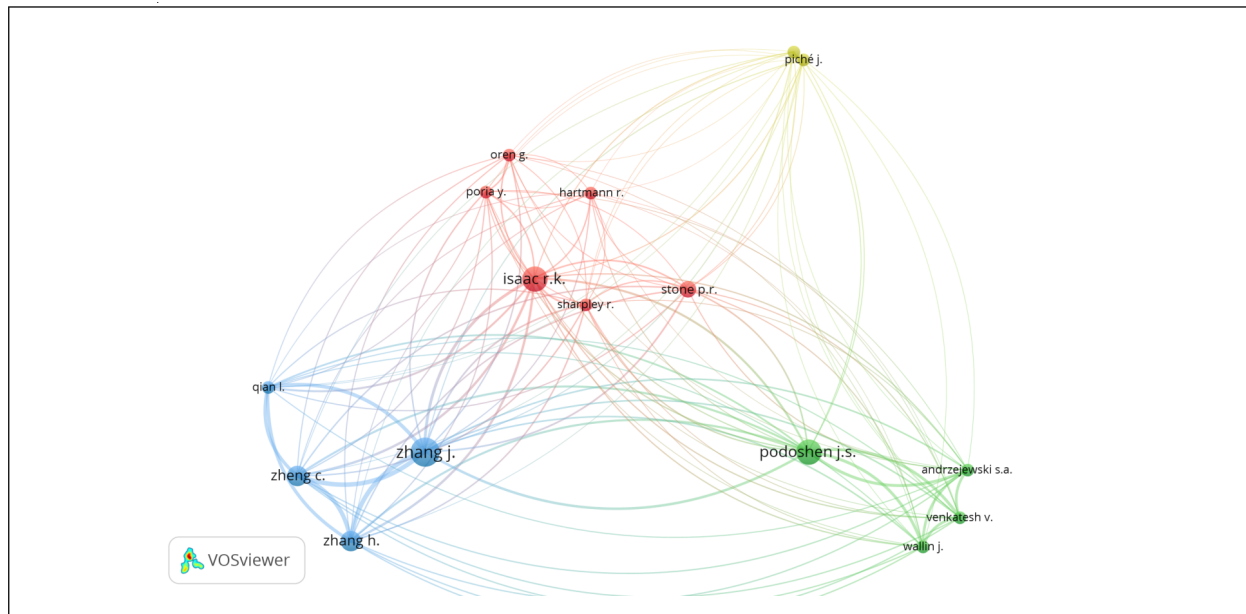 piché j.
oren g.
poria y.
hartmann r.
isaac r.k.
stone p.r.
sharpley r.
qian l.
zhang j.
podoshen j.s.
zheng c.
andrzejewski s.a.
venkatesh v.
zhang h.
wallin j.
VOSviewer